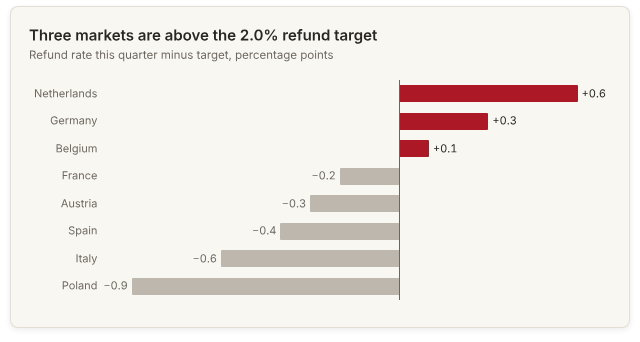 Three markets are above the 2.0% refund target
Refund rate this quarter minus target, percentage points
Netherlands +0.6
Germany +0.3
Belgium +0.1
France −0.2
Austria −0.3
Spain −0.4
Italy −0.6
Poland −0.9